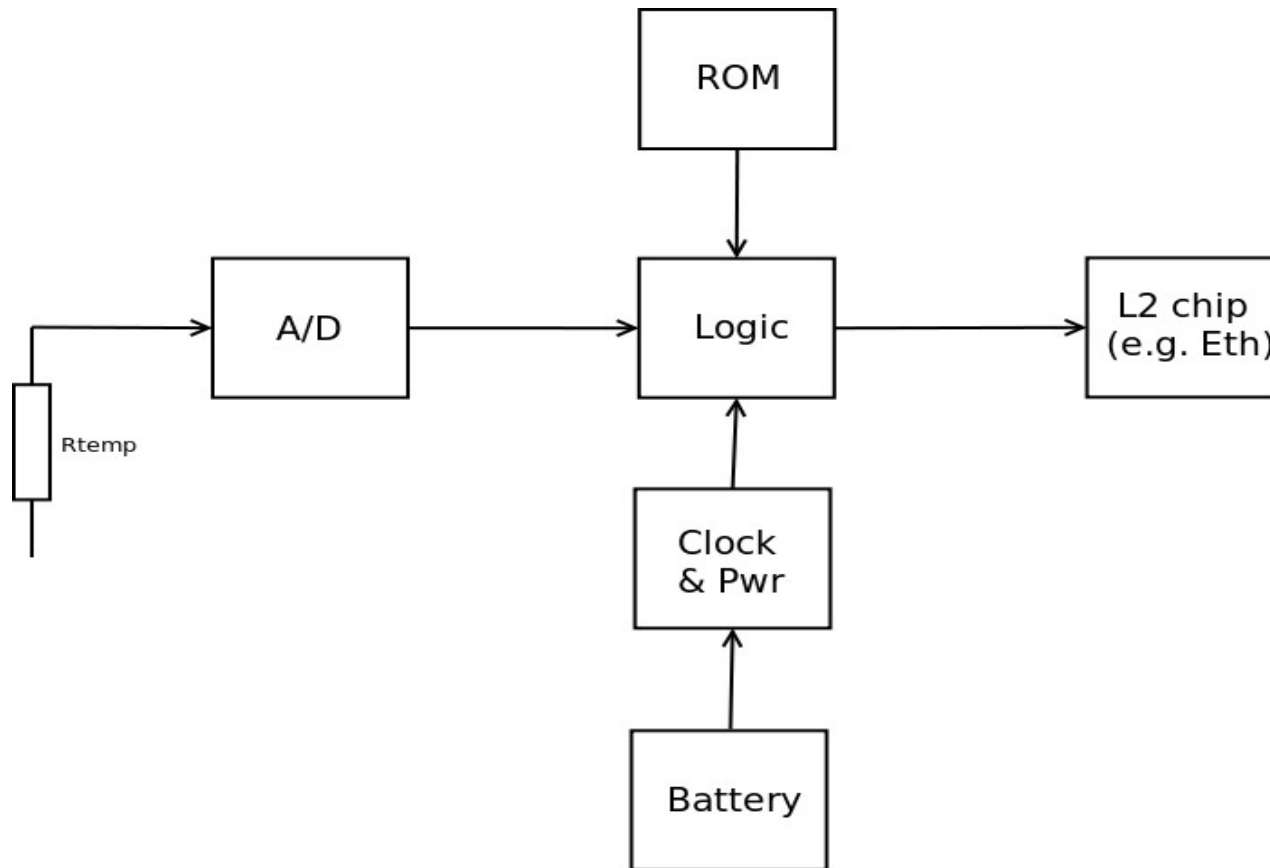 ROM
A/D
Logic
L2 chip
(e.g. Eth)
Rtemp
Clock
& Pwr
Battery